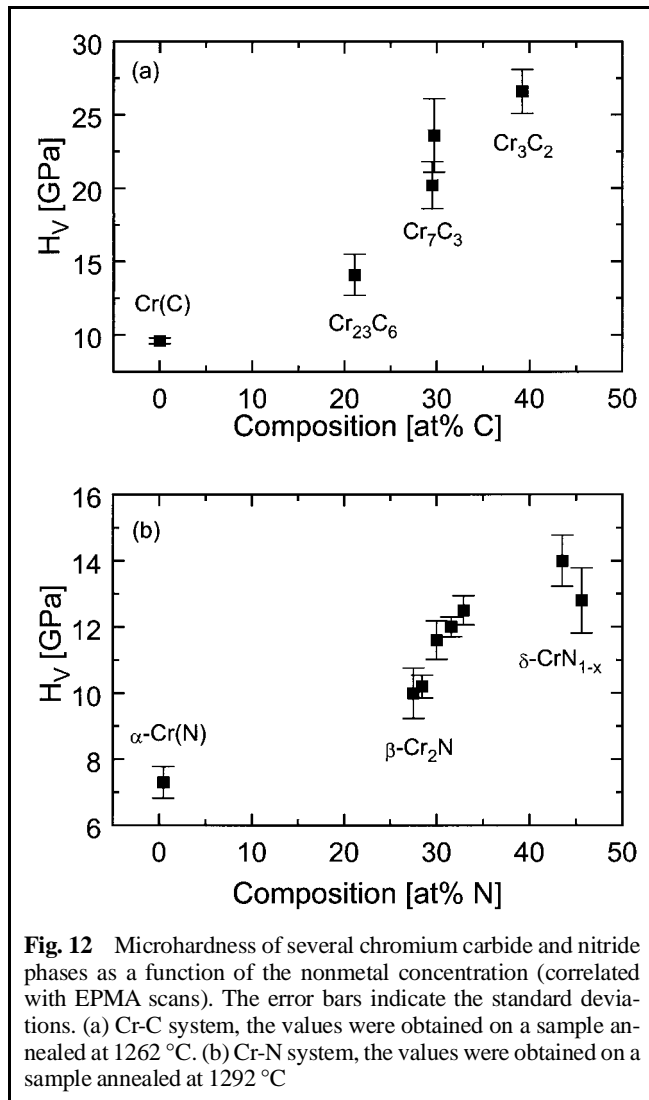 30
(a)
25
Cr3C2
20
Cr7C3
15
Cr(C)
Cr23C6
10
HV [GPa]
0 10 20 30 40 50
Composition [at% C]
16
(b)
14
12
δ-CrN1-x
10
α-Cr(N)
β-Cr2N
8
6
HV [GPa]
0 10 20 30 40 50
Composition [at% N]
Fig. 12 Microhardness of several chromium carbide and nitride
phases as a function of the nonmetal concentration (correlated
with EPMA scans). The error bars indicate the standard devia-
tions. (a) Cr-C system, the values were obtained on a sample an-
nealed at 1262 °C. (b) Cr-N system, the values were obtained on a
sample annealed at 1292 °C